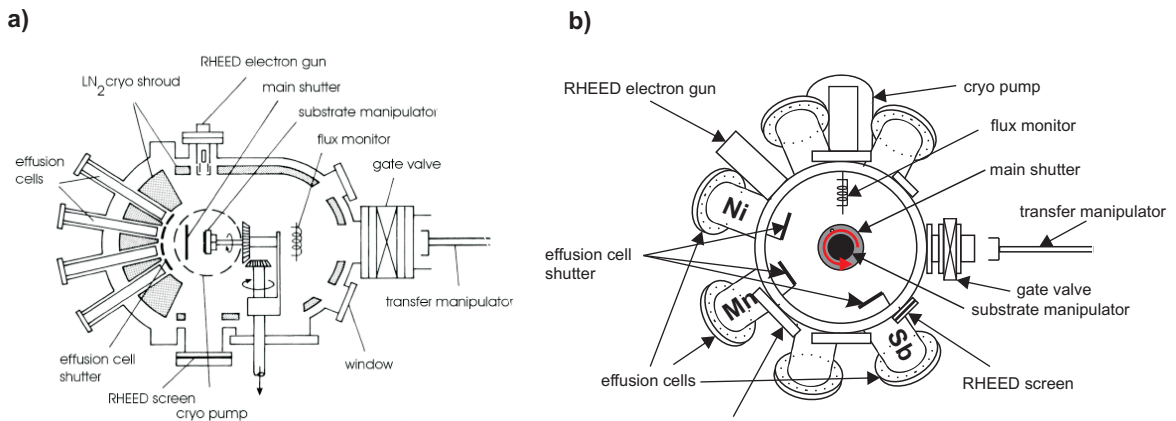 a)
RHEED electron gun
LN2 cryo shroud
main shutter
substrate manipulator
flux monitor
gate valve
effusion
cells
transfer manipulator
window
effusion cell
shutter
RHEED screen
cryo pump
b)
RHEED electron gun
cryo pump
flux monitor
main shutter
transfer manipulator
Ni
effusion cell
shutter
Mn
gate valve
substrate manipulator
Sb
effusion cells
RHEED screen